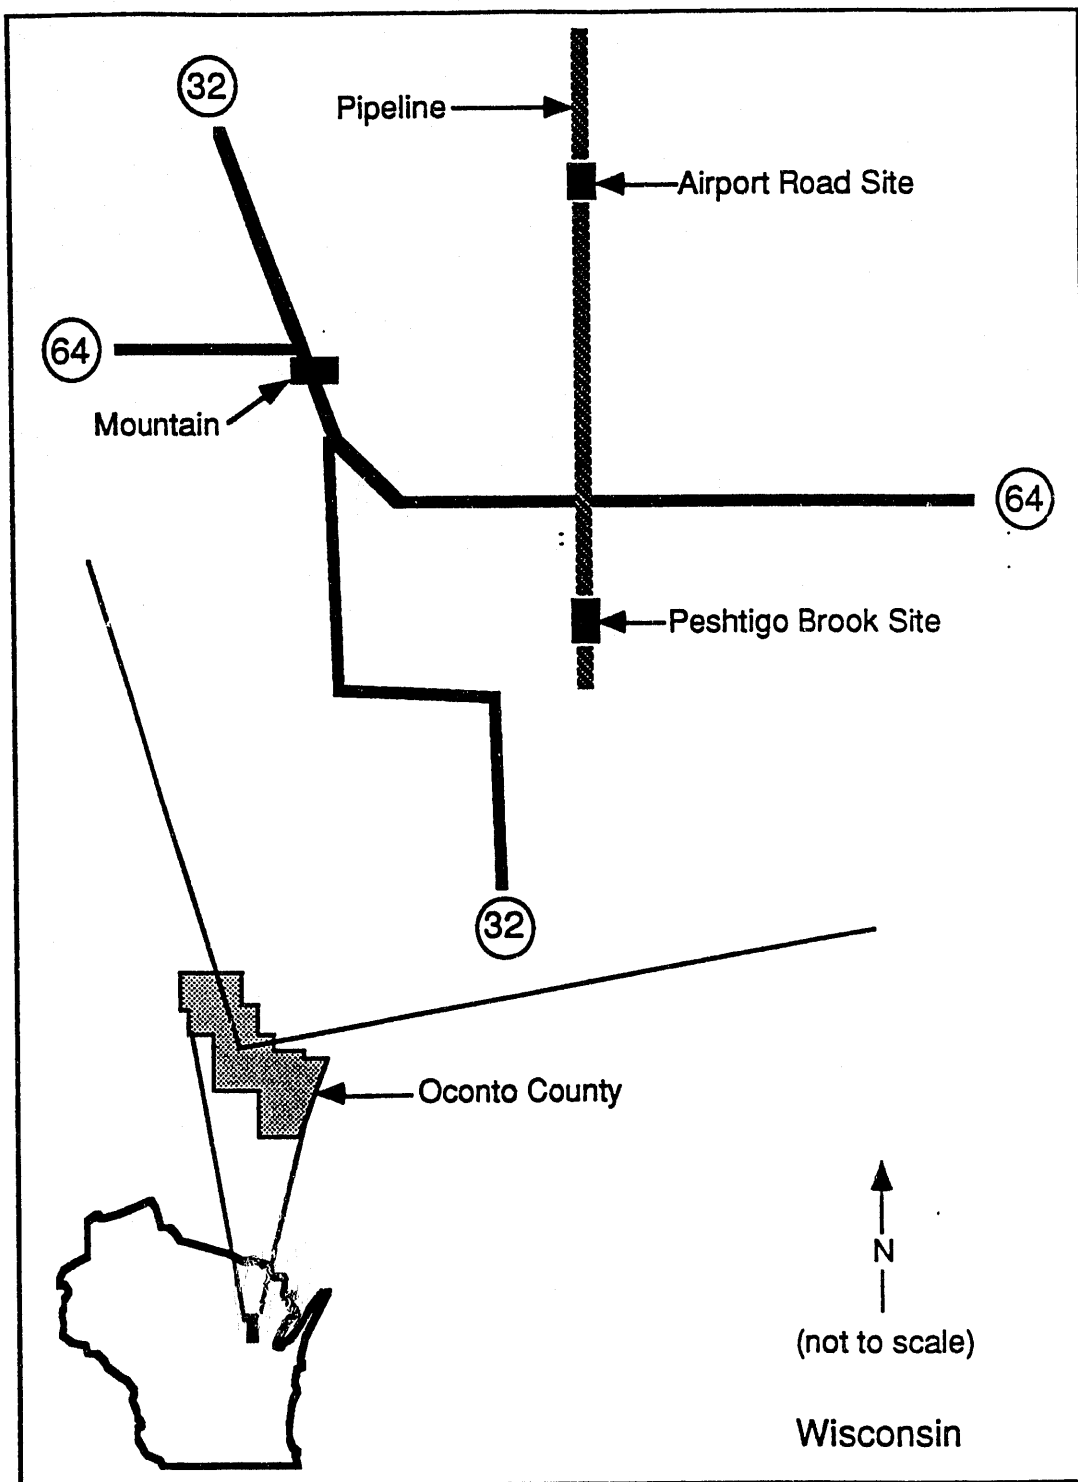 32
Pipeline
Airport Road Site
64
Mountain
64
Peshtigo Brook Site
32
Oconto County
N
(not to scale)
Wisconsin